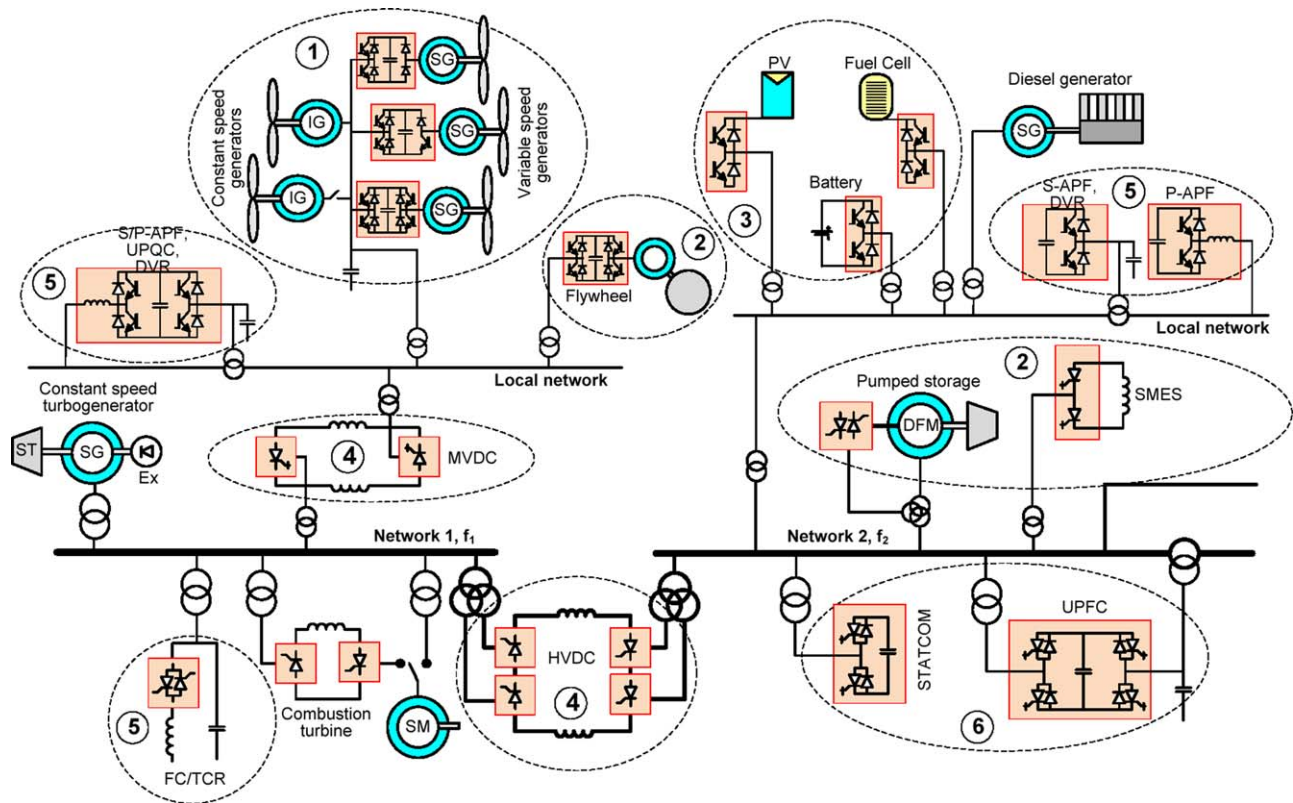 1
SG
Constant speed
generators
IG
SG
IG
SG
Variable speed
generators
S/P-APF,
UPQC,
DVR
5
2
Flywheel
Local network
PV
Fuel Cell
Battery
3
Diesel generator
SG
S-APF,
DVR
5
P-APF
Local network
Constant speed
turbogenerator
ST
SG
Ex
4
MVDC
Pumped storage
DFM
2
SMES
Network 1, f₁
Network 2, f₂
5
FC/TCR
Combustion
turbine
SM
HVDC
4
STATCOM
UPFC
6